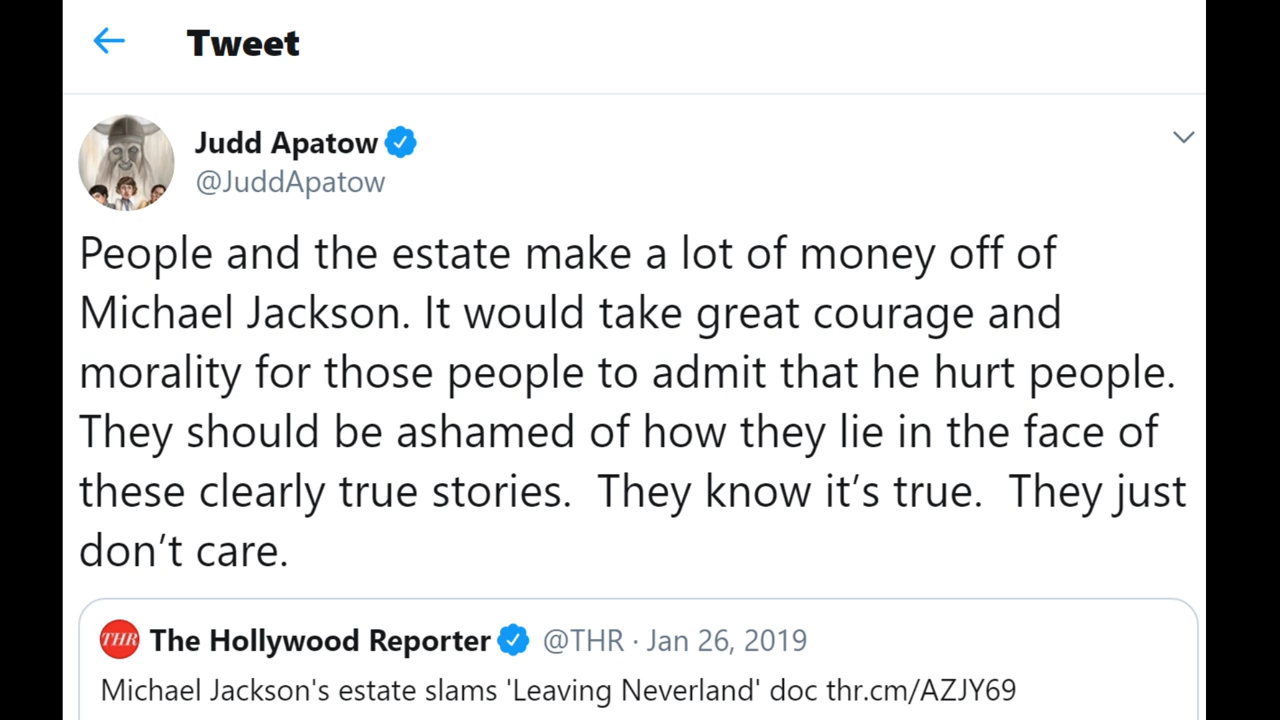 Tweet
Judd Apatow
@JuddApatow
People and the estate make a lot of money off of
Michael Jackson. It would take great courage and
morality for those people to admit that he hurt people.
They should be ashamed of how they lie in the face of
these clearly true stories.  They know it’s true.  They just
don’t care.
THR The Hollywood Reporter @THR · Jan 26, 2019
Michael Jackson's estate slams 'Leaving Neverland' doc thr.cm/AZJY69